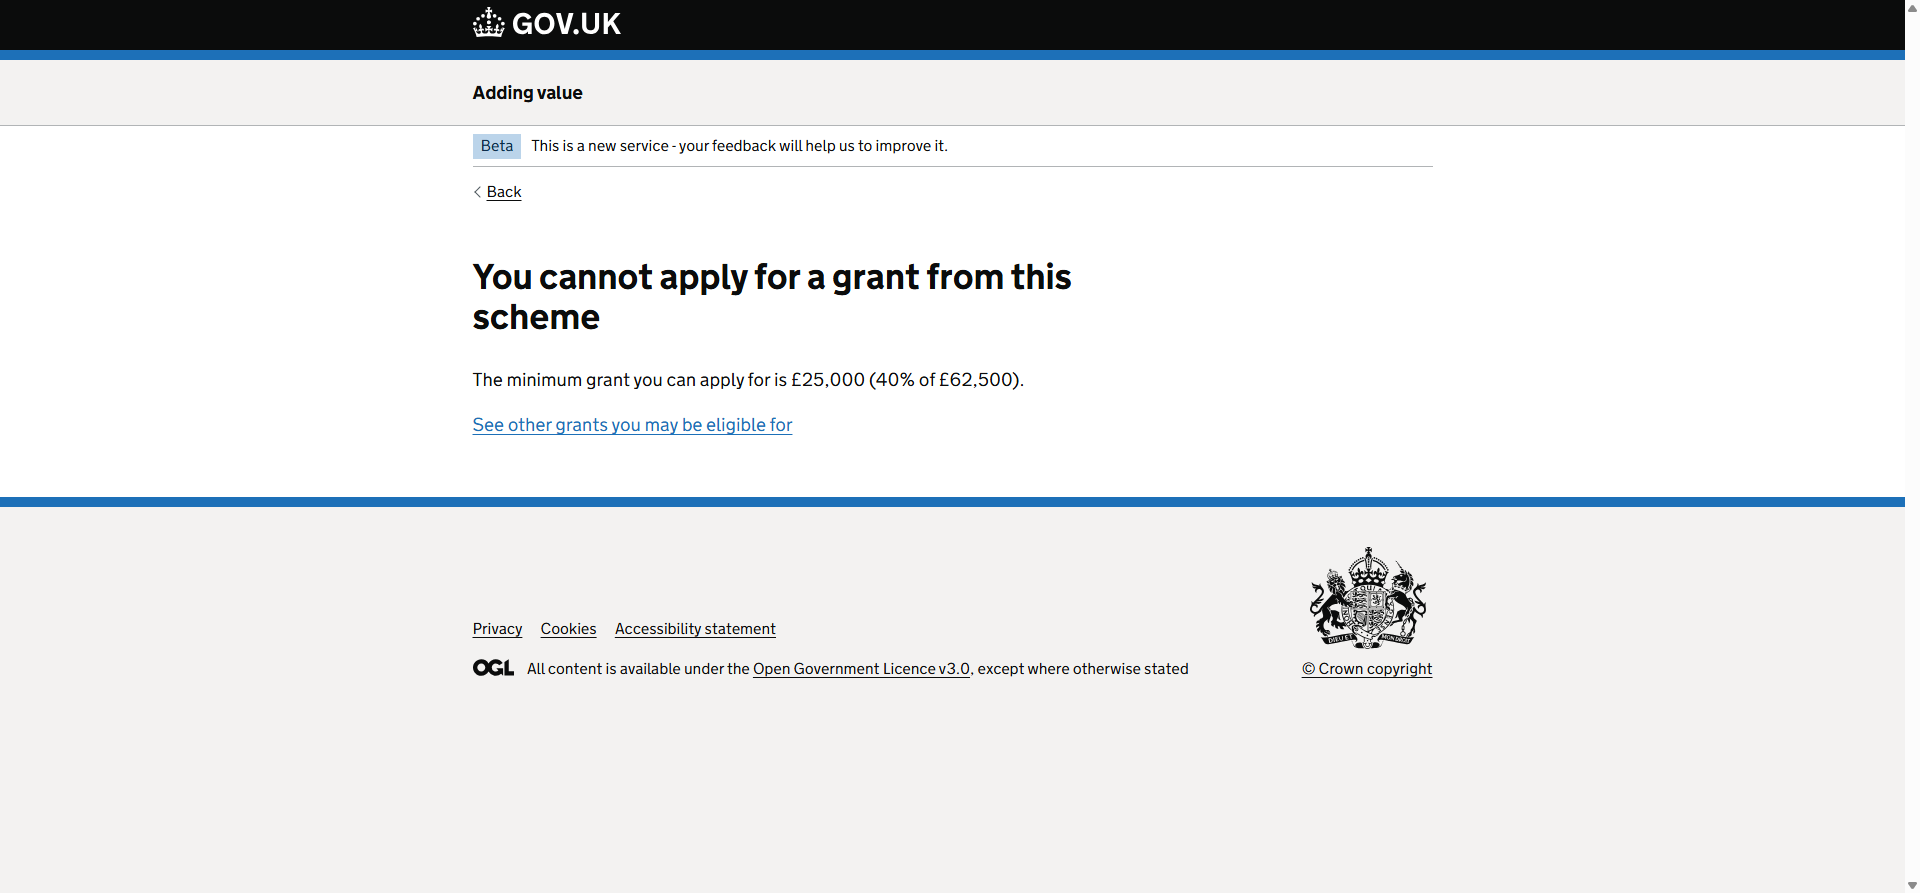 GOV.UK
Adding value
Beta This is a new service - your feedback will help us to improve it.
Back
You cannot apply for a grant from this
scheme
The minimum grant you can apply for is £25,000 (40% of £62,500).
See other grants you may be eligible for
Privacy Cookies Accessibility statement
OGL All content is available under the Open Government Licence v3.0, except where otherwise stated
© Crown copyright